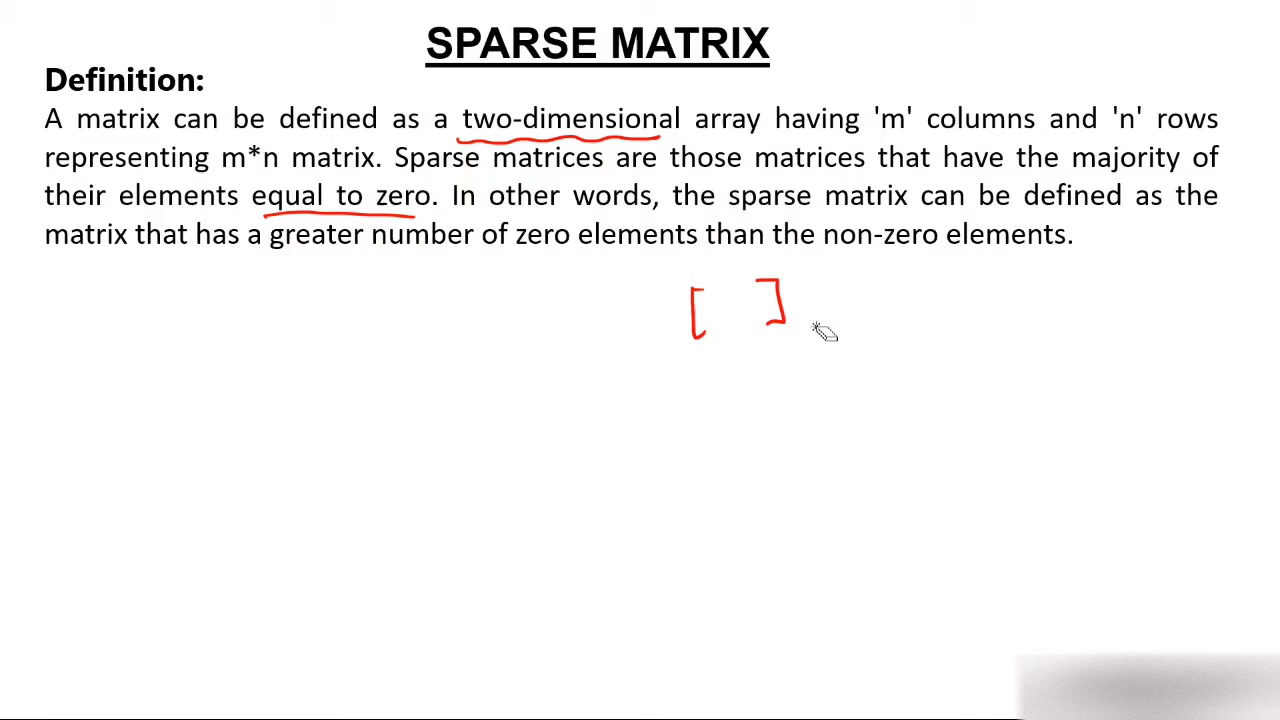 SPARSE MATRIX
Definition:
A matrix can be defined as a two-dimensional array having 'm' columns and 'n' rows
representing m*n matrix. Sparse matrices are those matrices that have the majority of
their elements equal to zero. In other words, the sparse matrix can be defined as the
matrix that has a greater number of zero elements than the non-zero elements.
[ ]